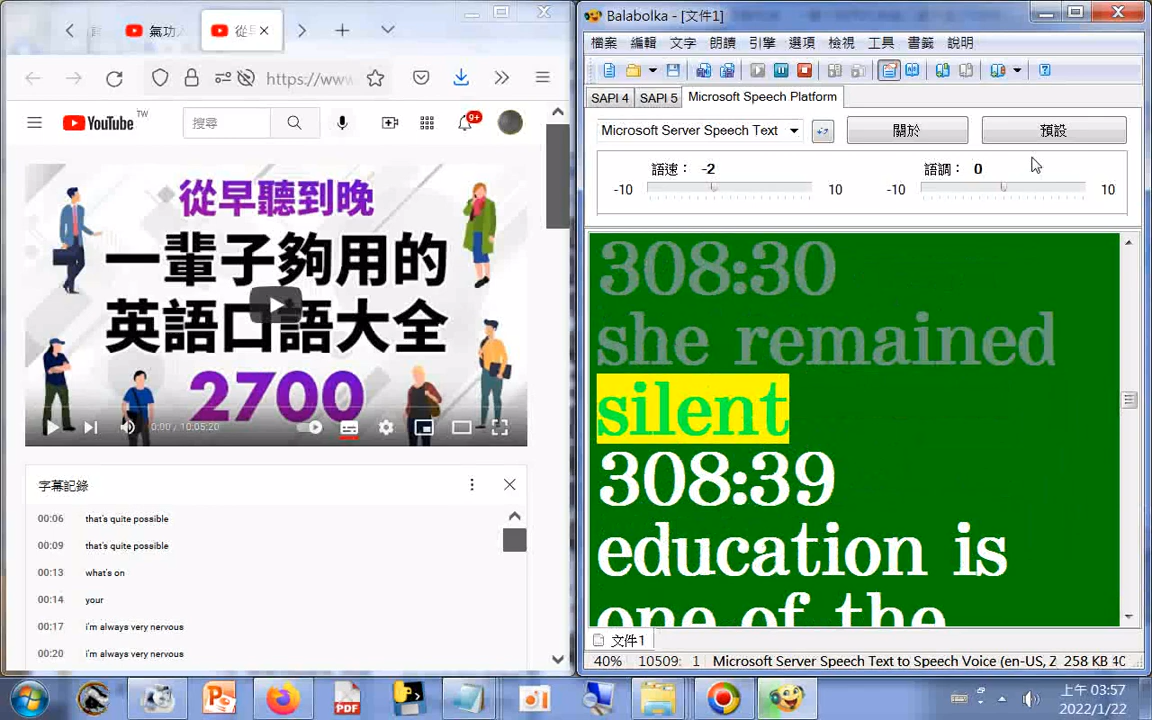 氣功
從
https://www
YouTube TW
搜尋
9+
從早聽到晚
一輩子夠用的
英語口語大全
2700
0:00 / 10:05:20
字幕記錄
00:06 that's quite possible
00:09 that's quite possible
00:13 what's on
00:14 your
00:17 i'm always very nervous
00:20 i'm always very nervous
Balabolka - [文件1]
檔案 編輯 文字 朗讀 引擎 選項 檢視 工具 書籤 說明
SAPI 4 SAPI 5 Microsoft Speech Platform
Microsoft Server Speech Text 關於 預設
語速： -2 語調： 0
-10 10 -10 10
308:30
she remained
silent
308:39
education is
one of the
文件1
40% 10509: 1 Microsoft Server Speech Text to Speech Voice (en-US, Z 258 KB
PDF
上午 03:57
2022/1/22